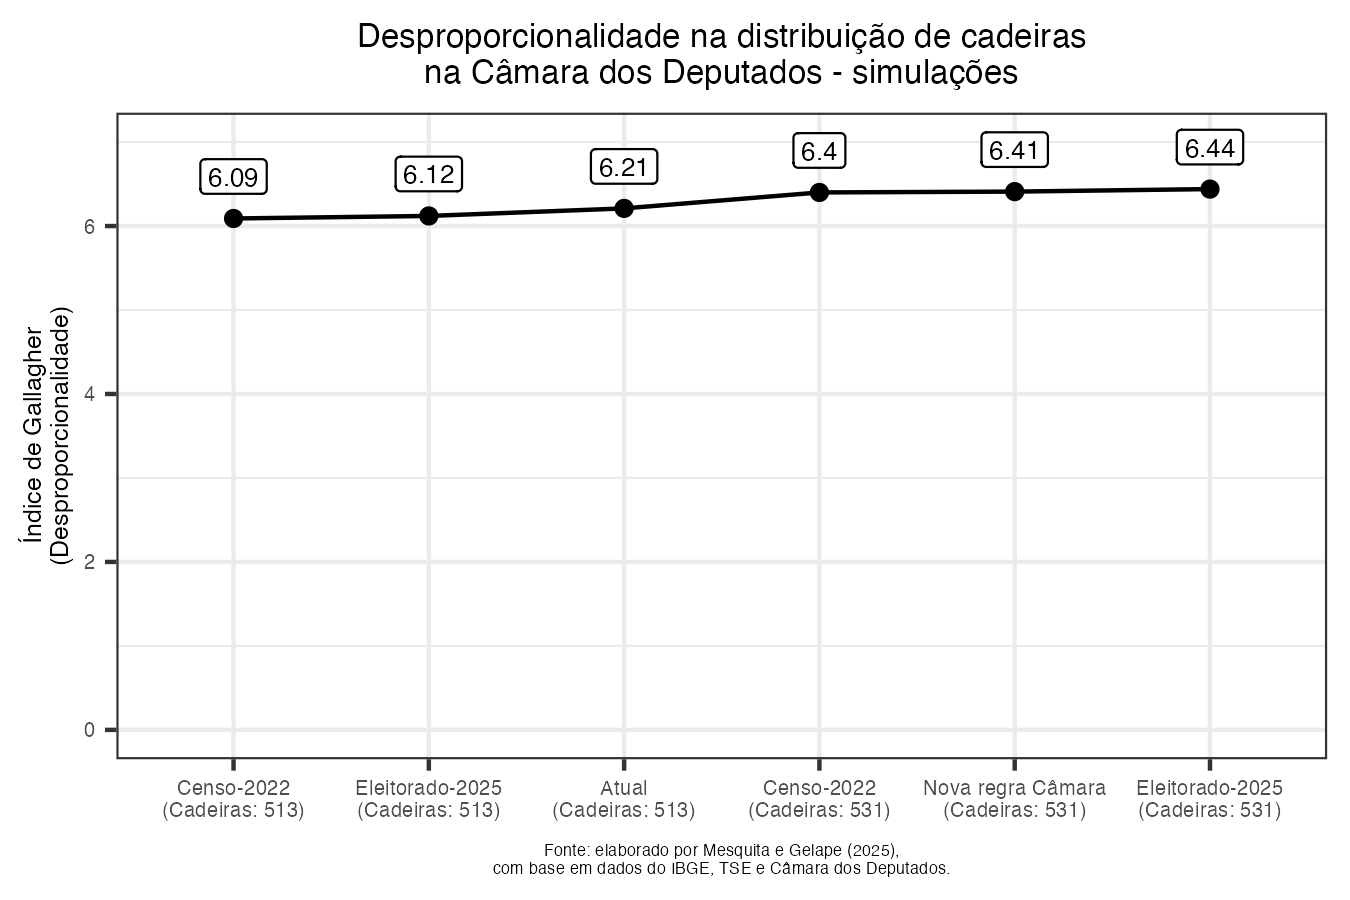 Desproporcionalidade na distribuição de cadeiras
na Câmara dos Deputados - simulações
6.09
6.12
6.21
6.4
6.41
6.44
6
4
2
0
Índice de Gallagher
(Desproporcionalidade)
Censo-2022
(Cadeiras: 513)
Eleitorado-2025
(Cadeiras: 513)
Atual
(Cadeiras: 513)
Censo-2022
(Cadeiras: 531)
Nova regra Câmara
(Cadeiras: 531)
Eleitorado-2025
(Cadeiras: 531)
Fonte: elaborado por Mesquita e Gelape (2025),
com base em dados do IBGE, TSE e Câmara dos Deputados.